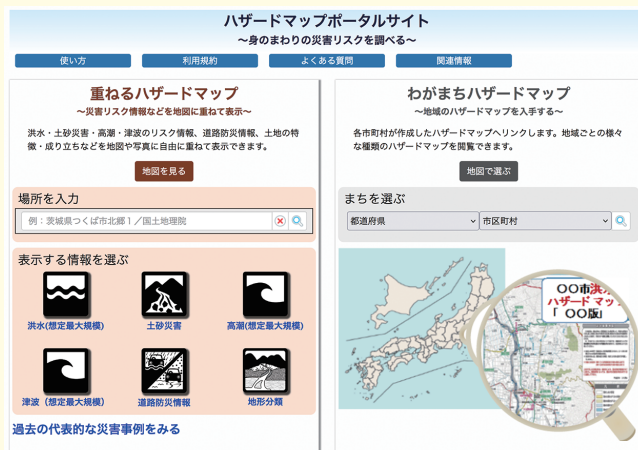 ハザードマップポータルサイト
〜身のまわりの災害リスクを調べる〜
使い方
利用規約
よくある質問
関連情報
重ねるハザードマップ
〜災害リスク情報などを地図に重ねて表示〜
洪水・土砂災害・高潮・津波のリスク情報、道路防災情報、土地の特
徴・成り立ちなどを地図や写真に自由に重ねて表示できます。
地図を見る
場所を入力
例：茨城県つくば市北郷１／国土地理院
表示する情報を選ぶ
洪水(想定最大規模)
土砂災害
高潮(想定最大規模)
津波（想定最大規模）
道路防災情報
地形分類
過去の代表的な災害事例をみる
わがまちハザードマップ
〜地域のハザードマップを入手する〜
各市町村が作成したハザードマップへリンクします。地域ごとの様々
な種類のハザードマップを閲覧できます。
地図で選ぶ
まちを選ぶ
都道府県
市区町村
〇〇市洪水
ハザードマップ
「 〇〇版」